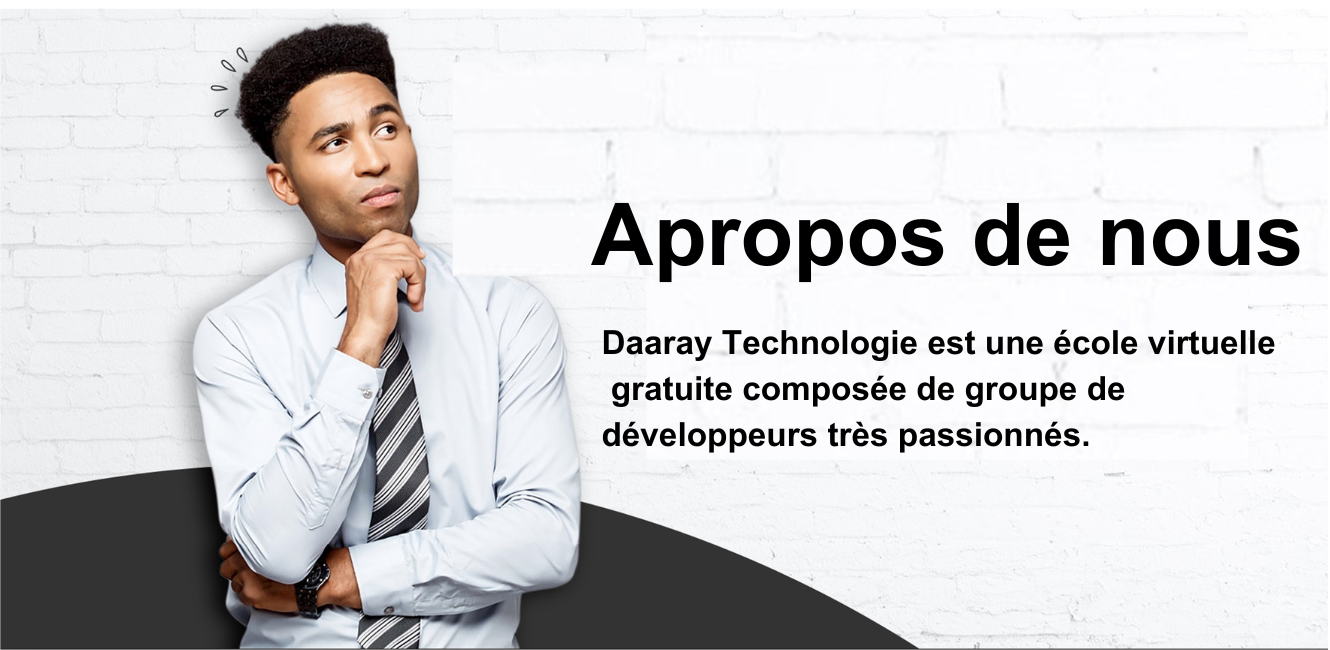 Apropos de nous
Daaray Technologie est une école virtuelle
gratuite composée de groupe de
développeurs très passionnés.